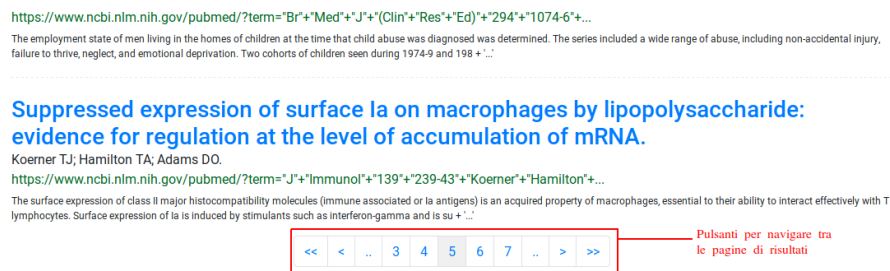 https://www.ncbi.nlm.nih.gov/pubmed/?term="Br"+"Med"+"J"+"(Clin"+"Res"+"Ed)"+"294"+"1074-6"+...
The employment state of men living in the homes of children at the time that child abuse was diagnosed was determined. The series included a wide range of abuse, including non-accidental injury,
failure to thrive, neglect, and emotional deprivation. Two cohorts of children seen during 1974-9 and 198 + '...'
Suppressed expression of surface Ia on macrophages by lipopolysaccharide:
evidence for regulation at the level of accumulation of mRNA.
Koerner TJ; Hamilton TA; Adams DO.
https://www.ncbi.nlm.nih.gov/pubmed/?term="J"+"Immunol"+"139"+"239-43"+"Koerner"+"Hamilton"+...
The surface expression of class II major histocompatibility molecules (immune associated or Ia antigens) is an acquired property of macrophages, essential to their ability to interact effectively with T
lymphocytes. Surface expression of Ia is induced by stimulants such as interferon-gamma and is su + '...'
<< < .. 3 4 5 6 7 .. > >>
Pulsanti per navigare tra
le pagine di risultati